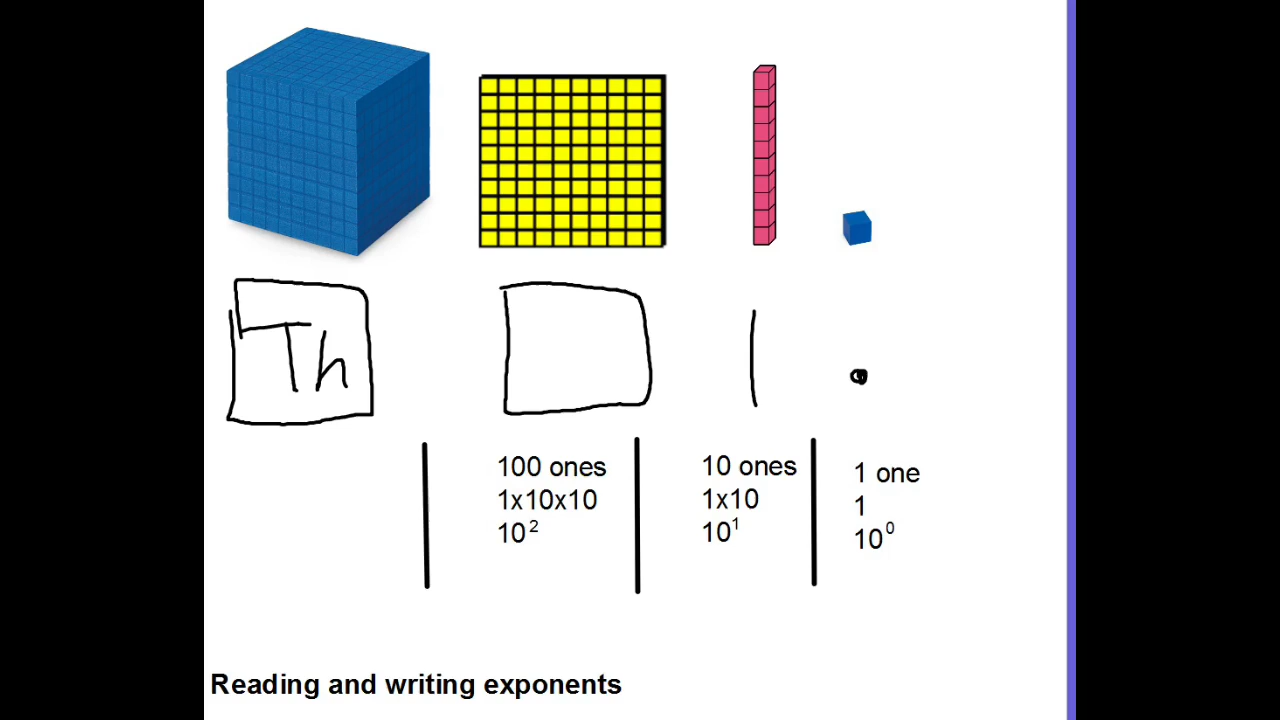 Th
100 ones
1x10x10
10²
10 ones
1x10
10¹
1 one
1
10⁰
Reading and writing exponents